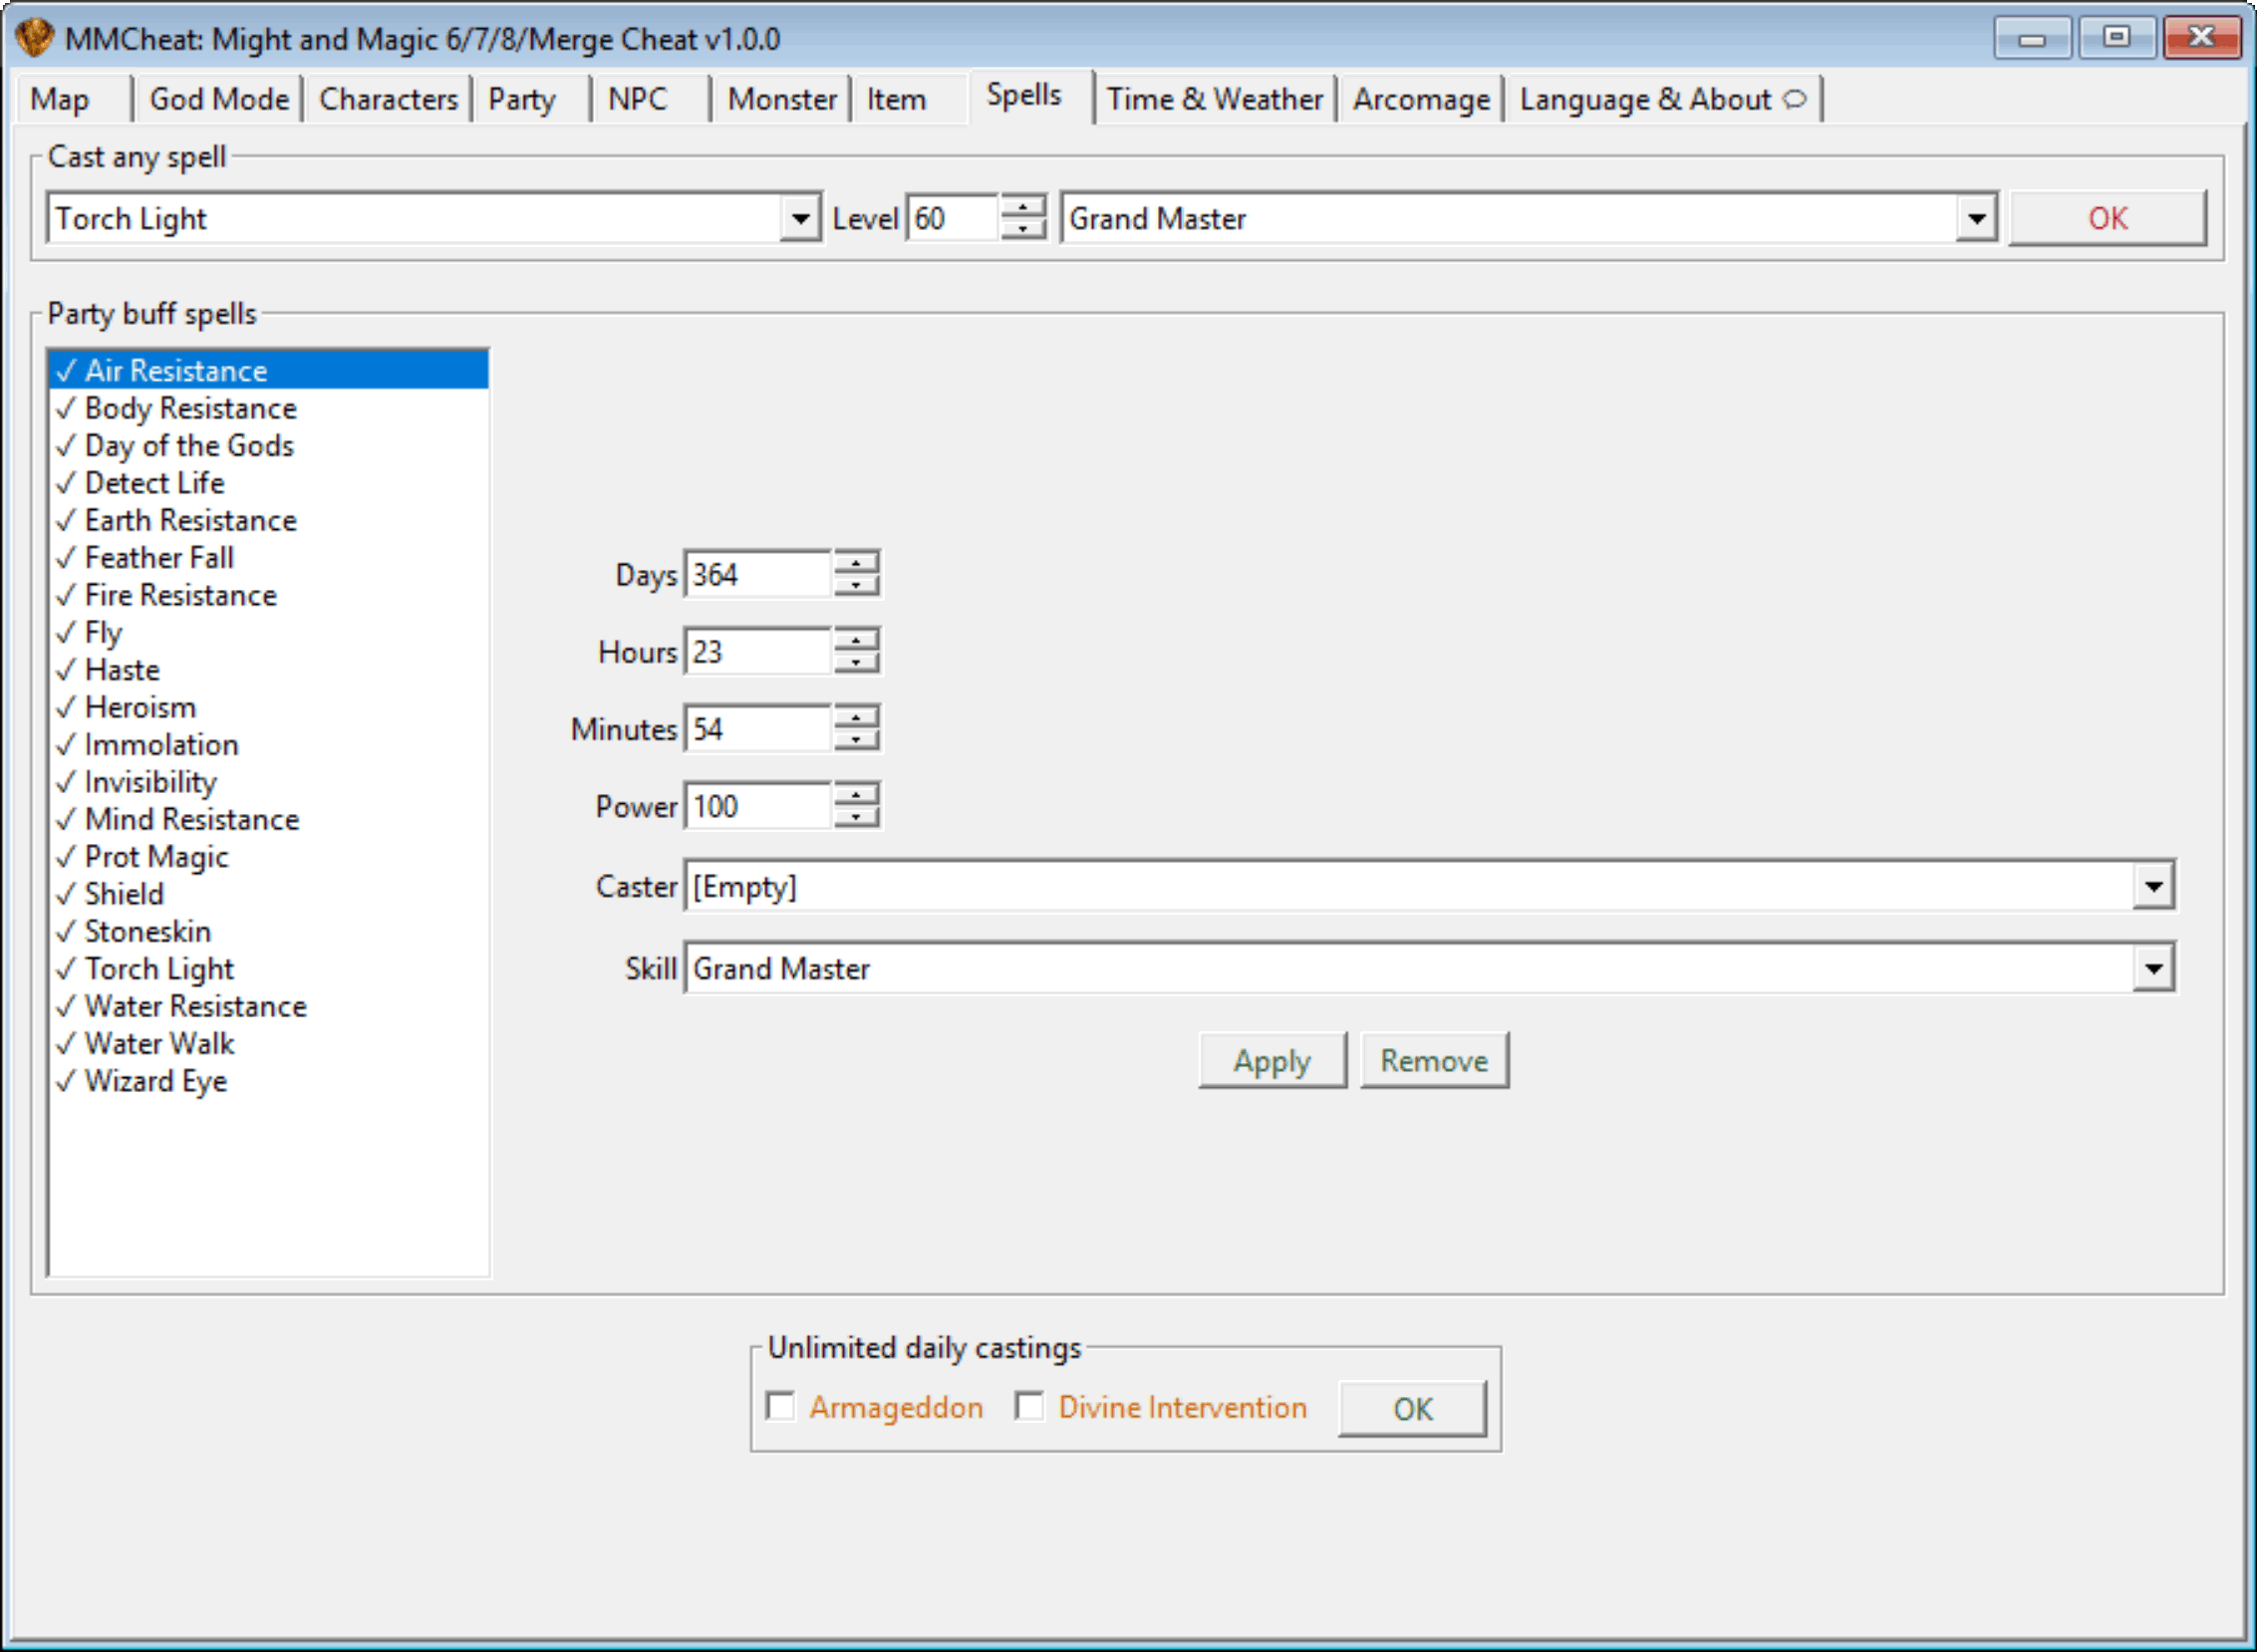 MMCheat: Might and Magic 6/7/8/Merge Cheat v1.0.0
Map God Mode Characters Party NPC Monster Item Spells Time & Weather Arcomage Language & About
Cast any spell
Torch Light Level 60 Grand Master OK
Party buff spells
✓ Air Resistance
✓ Body Resistance
✓ Day of the Gods
✓ Detect Life
✓ Earth Resistance
✓ Feather Fall
✓ Fire Resistance
✓ Fly
✓ Haste
✓ Heroism
✓ Immolation
✓ Invisibility
✓ Mind Resistance
✓ Prot Magic
✓ Shield
✓ Stoneskin
✓ Torch Light
✓ Water Resistance
✓ Water Walk
✓ Wizard Eye
Days 364
Hours 23
Minutes 54
Power 100
Caster [Empty]
Skill Grand Master
Apply Remove
Unlimited daily castings
Armageddon Divine Intervention OK